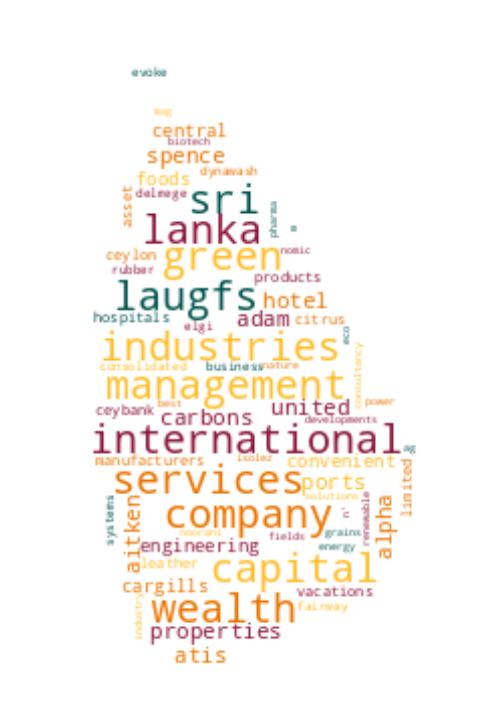 evoke
mag
central
biotech
spence
dynawash
foods
delmege
asset
sri
pharma
lanka
m
ceylon
green
nomic
rubber
products
laugfs
hotel
hospitals
adam
citrus
elgi
eco
industries
consolidated
business
nature
consultancy
management
best
power
ceybank
carbons
united
developments
international
ag
manufacturers
isolez
convenient
services
ports
limited
solutions
systems
aitken
company
c
renewable
alpha
noorani
fields
grains
engineering
energy
leather
capital
cargills
vacations
industry
wealth
fairway
properties
atis